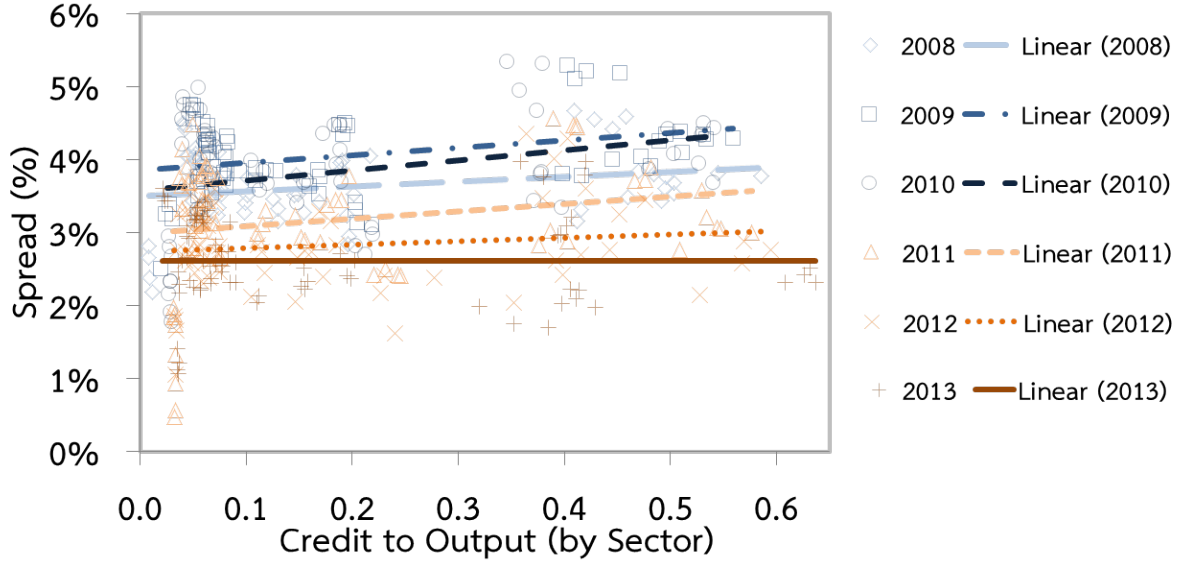 6%
5%
4%
3%
2%
1%
0%
Spread (%)
0.0 0.1 0.2 0.3 0.4 0.5 0.6
Credit to Output (by Sector)
2008 Linear (2008)
2009 Linear (2009)
2010 Linear (2010)
2011 Linear (2011)
2012 Linear (2012)
2013 Linear (2013)